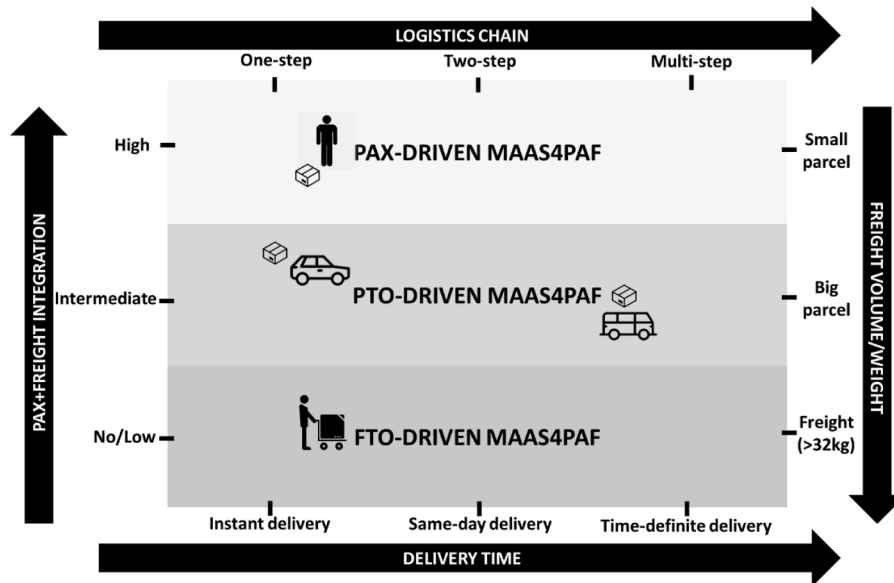 LOGISTICS CHAIN
One-step
Two-step
Multi-step
PAX+FREIGHT INTEGRATION
High
Intermediate
No/Low
PAX-DRIVEN MAAS4PAF
PTO-DRIVEN MAAS4PAF
FTO-DRIVEN MAAS4PAF
Small
parcel
Big
parcel
Freight
(>32kg)
FREIGHT VOLUME/WEIGHT
Instant delivery
Same-day delivery
Time-definite delivery
DELIVERY TIME